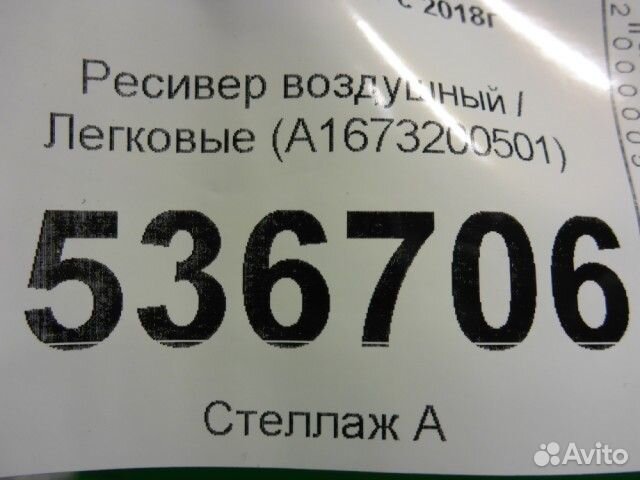 с 2018г
Ресивер воздушный /
Легковые (A1673200501)
536706
Стеллаж А
Avito